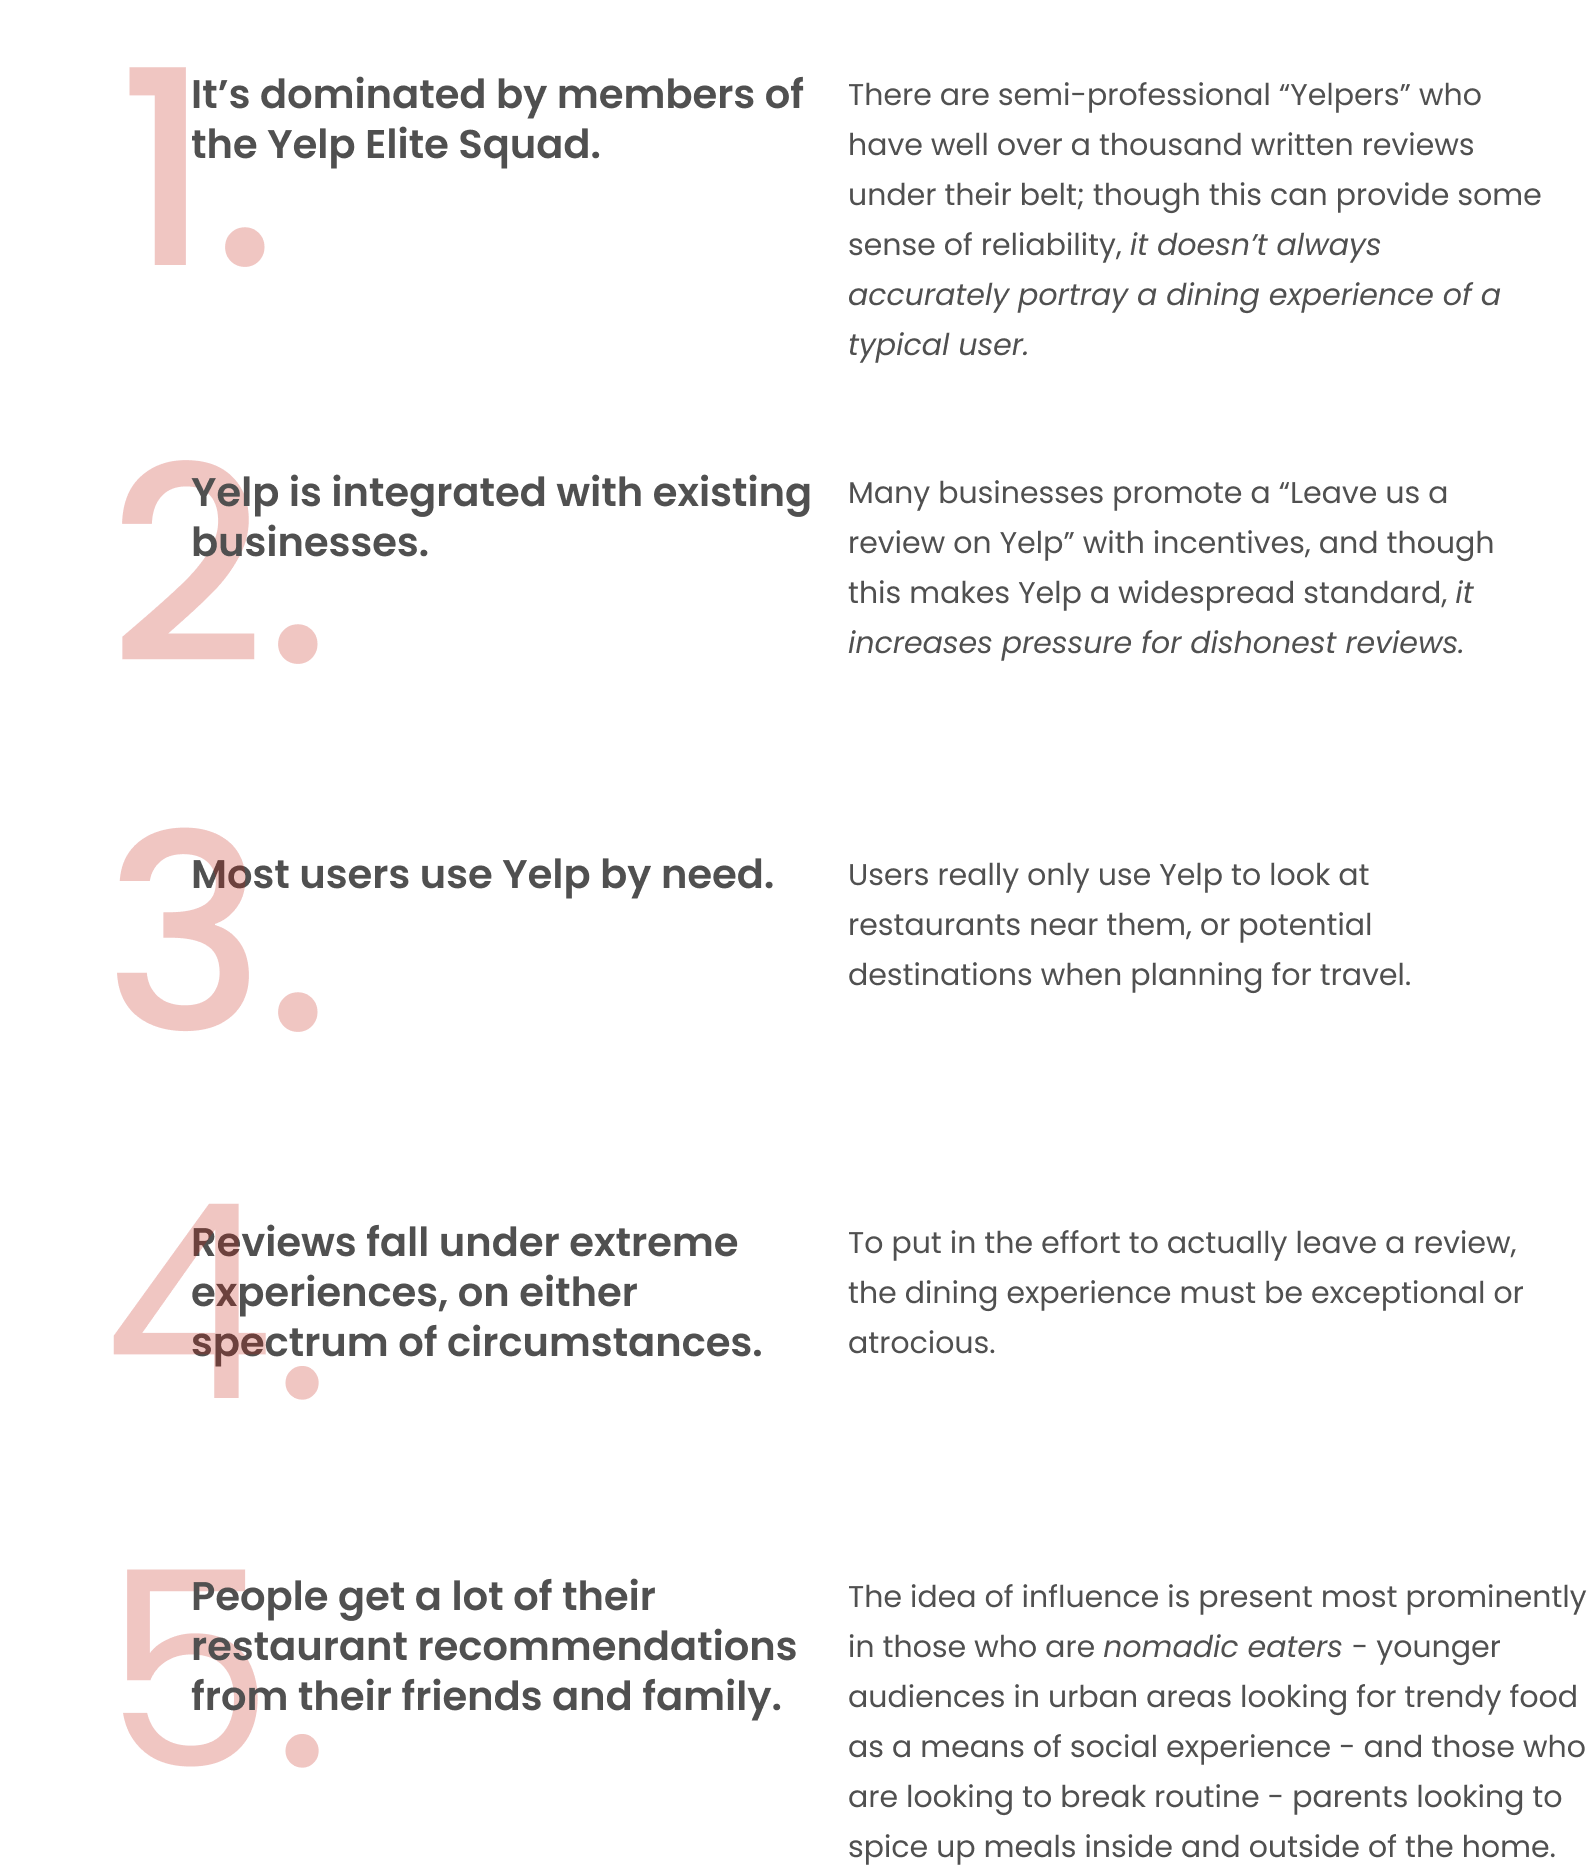 1.
It’s dominated by members of
the Yelp Elite Squad.
There are semi-professional “Yelpers” who
have well over a thousand written reviews
under their belt; though this can provide some
sense of reliability, it doesn’t always
accurately portray a dining experience of a
typical user.
2.
Yelp is integrated with existing
businesses.
Many businesses promote a “Leave us a
review on Yelp” with incentives, and though
this makes Yelp a widespread standard, it
increases pressure for dishonest reviews.
3.
Most users use Yelp by need.
Users really only use Yelp to look at
restaurants near them, or potential
destinations when planning for travel.
4.
Reviews fall under extreme
experiences, on either
spectrum of circumstances.
To put in the effort to actually leave a review,
the dining experience must be exceptional or
atrocious.
5.
People get a lot of their
restaurant recommendations
from their friends and family.
The idea of influence is present most prominently
in those who are nomadic eaters - younger
audiences in urban areas looking for trendy food
as a means of social experience - and those who
are looking to break routine - parents looking to
spice up meals inside and outside of the home.